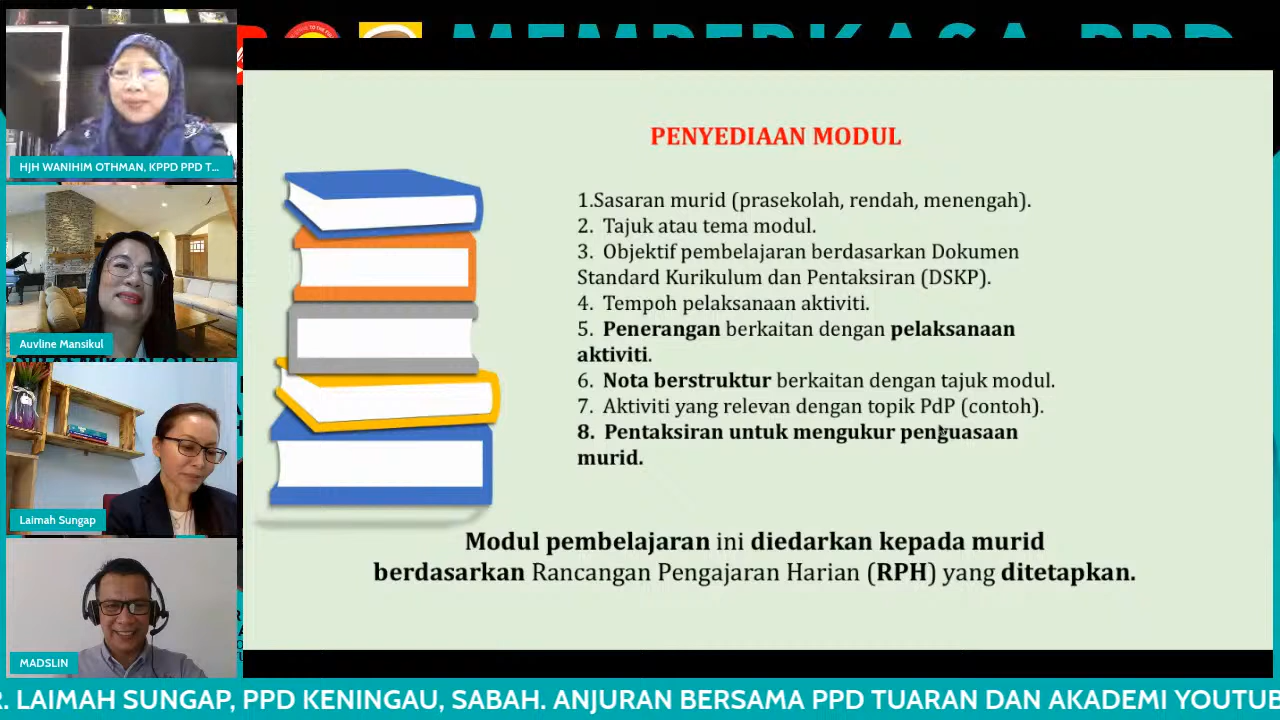 MEMPERKASA PPD
HJH WANIHIM OTHMAN, KPPD PPD T...
Auvline Mansikul
Laimah Sungap
MADSLIN
PENYEDIAAN MODUL
1.Sasaran murid (prasekolah, rendah, menengah).
2. Tajuk atau tema modul.
3. Objektif pembelajaran berdasarkan Dokumen
Standard Kurikulum dan Pentaksiran (DSKP).
4. Tempoh pelaksanaan aktiviti.
5. Penerangan berkaitan dengan pelaksanaan
aktiviti.
6. Nota berstruktur berkaitan dengan tajuk modul.
7. Aktiviti yang relevan dengan topik PdP (contoh).
8. Pentaksiran untuk mengukur penguasaan
murid.
Modul pembelajaran ini diedarkan kepada murid
berdasarkan Rancangan Pengajaran Harian (RPH) yang ditetapkan.
R. LAIMAH SUNGAP, PPD KENINGAU, SABAH. ANJURAN BERSAMA PPD TUARAN DAN AKADEMI YOUTUB